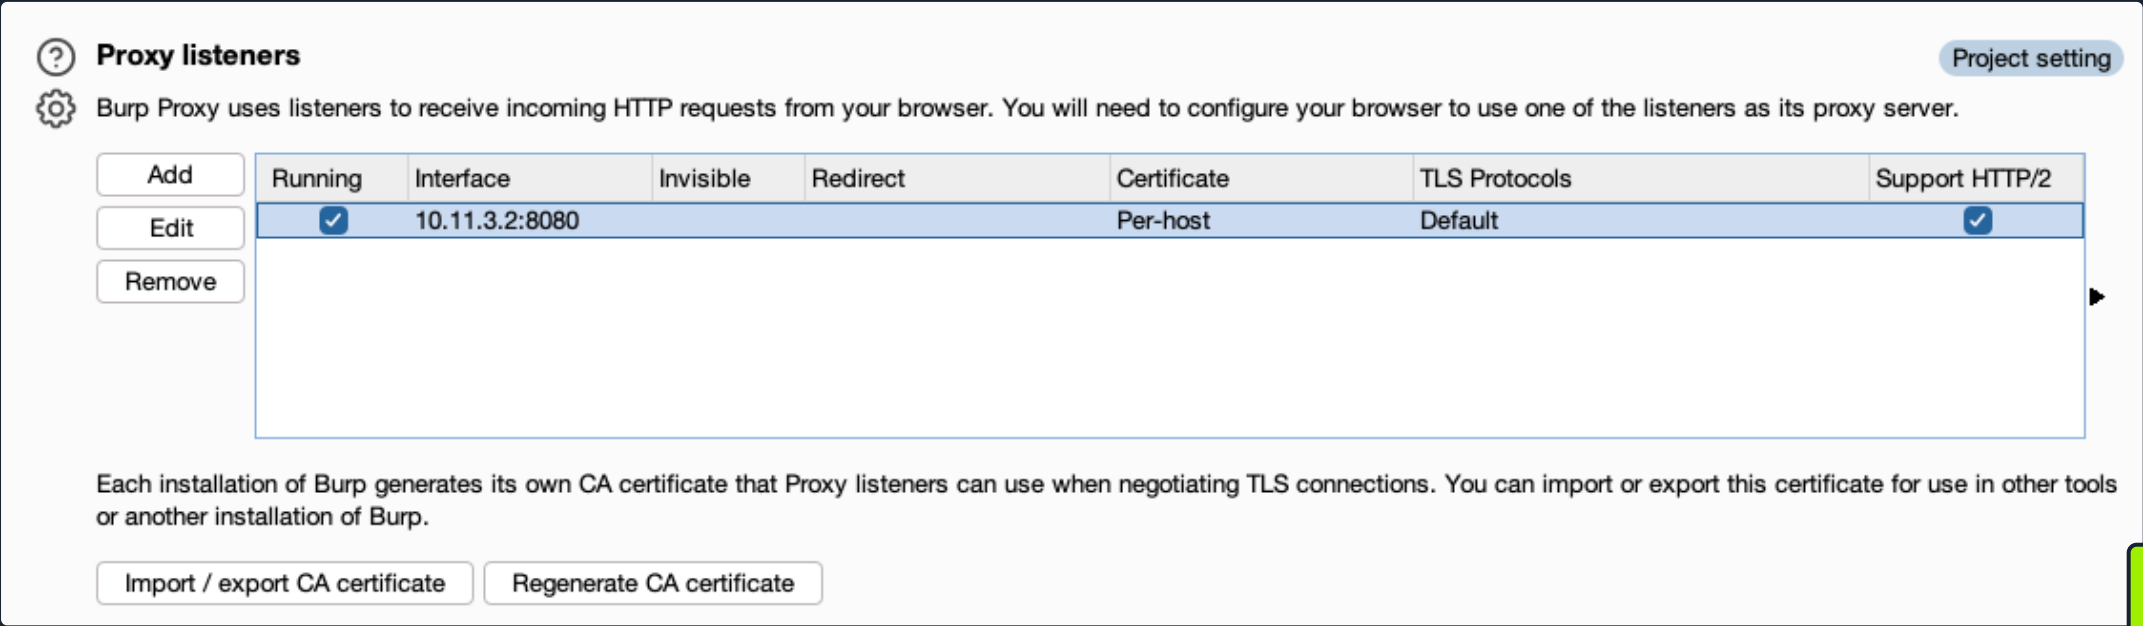 Proxy listeners
Project setting
Burp Proxy uses listeners to receive incoming HTTP requests from your browser. You will need to configure your browser to use one of the listeners as its proxy server.
Add
Edit
Remove
Running Interface Invisible Redirect Certificate TLS Protocols Support HTTP/2
10.11.3.2:8080 Per-host Default
Each installation of Burp generates its own CA certificate that Proxy listeners can use when negotiating TLS connections. You can import or export this certificate for use in other tools
or another installation of Burp.
Import / export CA certificate
Regenerate CA certificate